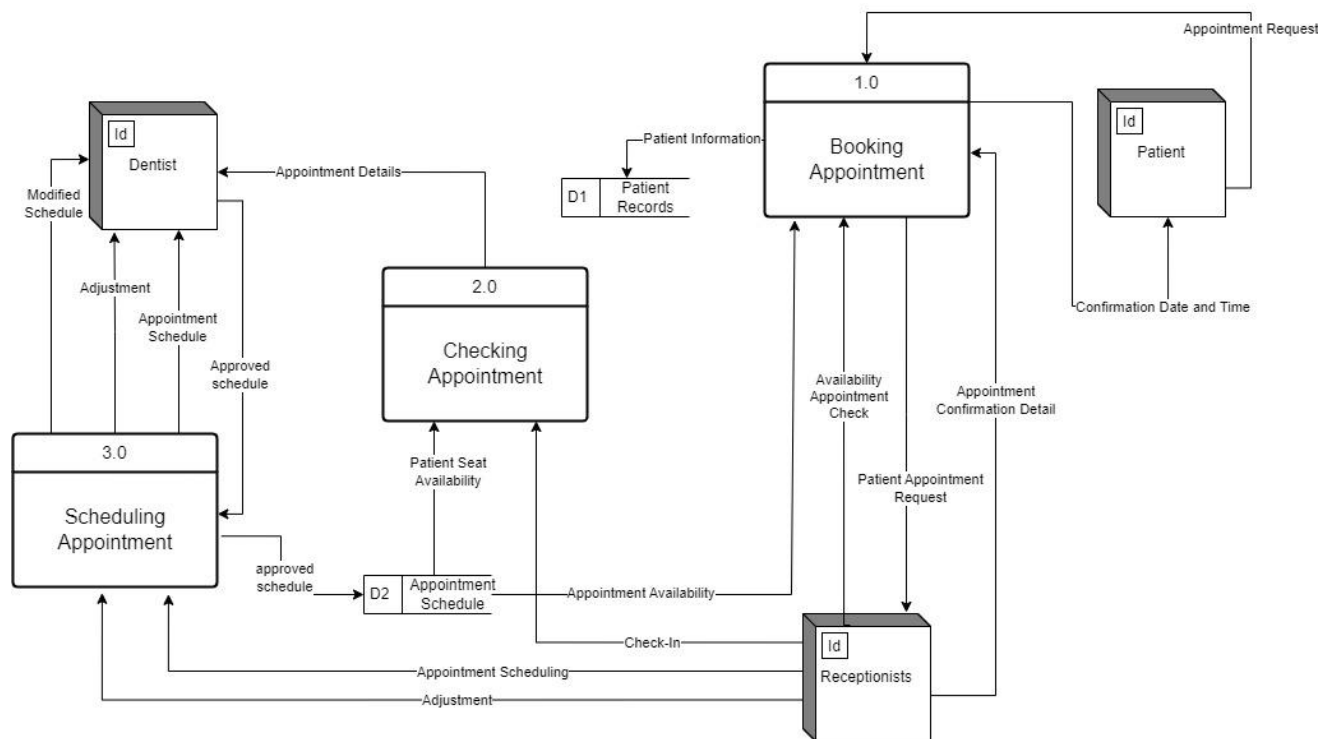 Appointment Request
1.0
Booking
Appointment
Id
Patient
Id
Dentist
Patient Information
D1
Patient
Records
Appointment Details
Modified
Schedule
2.0
Checking
Appointment
Adjustment
Appointment
Schedule
Approved
schedule
Confirmation Date and Time
Availability
Appointment
Check
Appointment
Confirmation Detail
3.0
Scheduling
Appointment
Patient Seat
Availability
Patient Appointment
Request
approved
schedule
D2
Appointment
Schedule
Appointment Availability
Check-In
Id
Receptionists
Appointment Scheduling
Adjustment